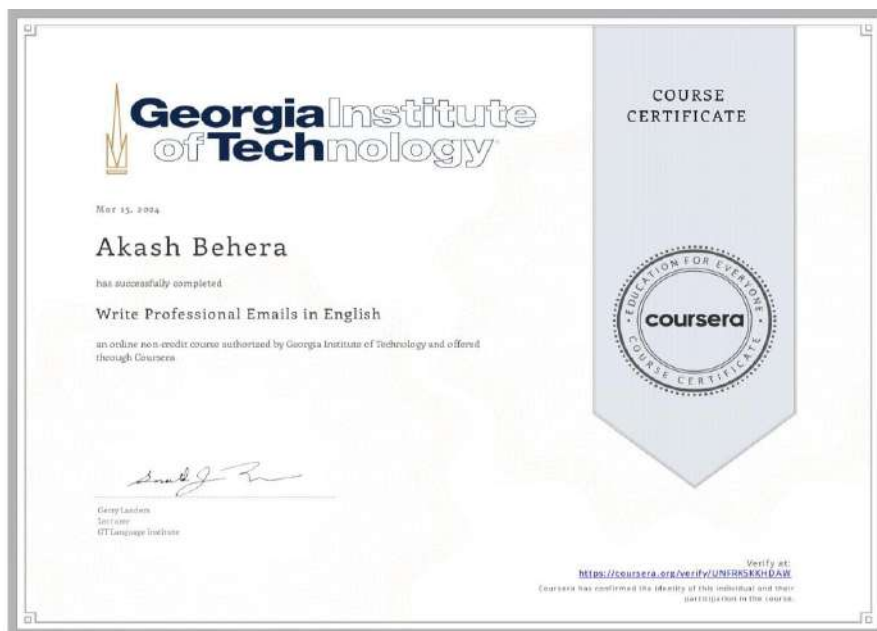 Georgia Institute
of Technology
COURSE
CERTIFICATE
Mar 15, 2024
Akash Behera
has successfully completed
Write Professional Emails in English
an online non-credit course authorized by Georgia Institute of Technology and offered
through Coursera
EDUCATION FOR EVERYONE
coursera
COURSE CERTIFICATE
Gerry Landers
Lecturer
GT Language Institute
Verify at:
https://coursera.org/verify/
Coursera has confirmed the identity of this individual and their
participation in the course.